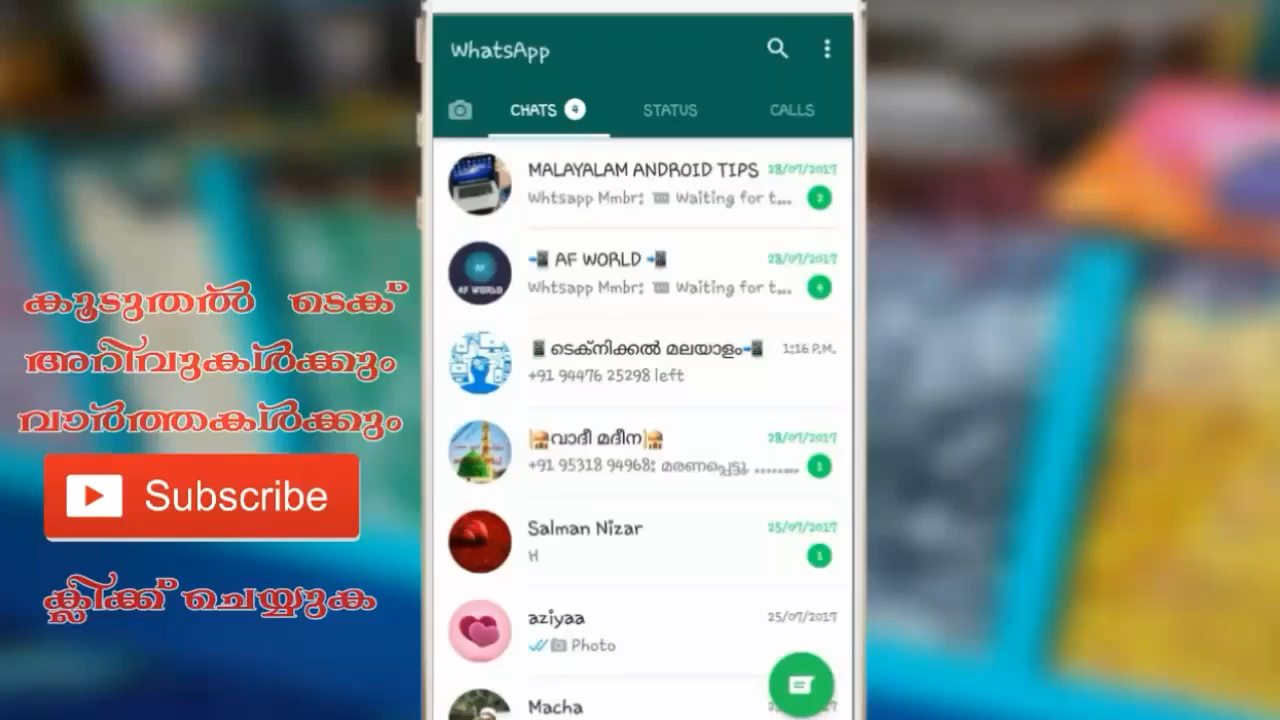 കൂടുതൽ ടെക്
അറിവുകൾക്കും
വാർത്തകൾക്കും
Subscribe
ക്ലിക്ക് ചെയ്യുക
WhatsApp
CHATS 4 STATUS CALLS
MALAYALAM ANDROID TIPS 28/07/2017
Whtsapp Mmbr: Waiting for t... 2
AF WORLD 28/07/2017
AF WORLD
Whtsapp Mmbr: Waiting for t... 4
ടെക്നിക്കൽ മലയാളം 1:16 P.M.
+91 94476 25298 left
വാദീ മദീന 28/07/2017
+91 95318 94968: മരണപ്പെട്ടു ........ 1
Salman Nizar 25/07/2017
H 1
aziyaa 25/07/2017
Photo
Macha